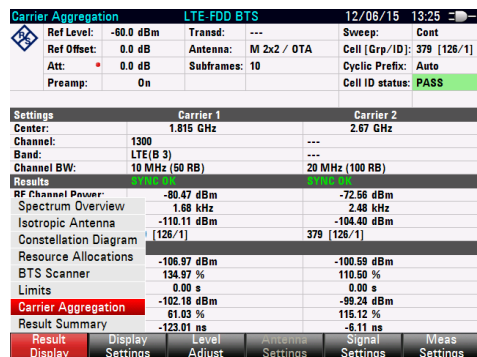 Carrier Aggregation LTE-FDD BTS 12/06/15 13:25
Ref Level: -60.0 dBm Transd: --- Sweep: Cont
Ref Offset: 0.0 dB Antenna: M 2x2 / OTA Cell [Grp/ID]: 379 [126/1]
Att: 0.0 dB Subframes: 10 Cyclic Prefix: Auto
Preamp: On Cell ID status: PASS
Settings Carrier 1 Carrier 2
Center: 1.815 GHz 2.67 GHz
Channel: 1300 ---
Band: LTE(B 3) ---
Channel BW: 10 MHz (50 RB) 20 MHz (100 RB)
Results SYNC OK SYNC OK
RF Channel Power: -80.47 dBm -72.56 dBm
Spectrum Overview 1.68 kHz 2.48 kHz
Isotropic Antenna -110.11 dBm -104.40 dBm
Constellation Diagram [126/1] 379 [126/1]
Resource Allocations -106.97 dBm -100.59 dBm
BTS Scanner 134.97 % 110.50 %
Limits 0.00 s 0.00 s
Carrier Aggregation -102.18 dBm -99.24 dBm
61.03 % 115.12 %
Result Summary -123.01 ns -6.11 ns
Result Display Level Antenna Signal Meas
Display Settings Adjust Settings Settings Settings